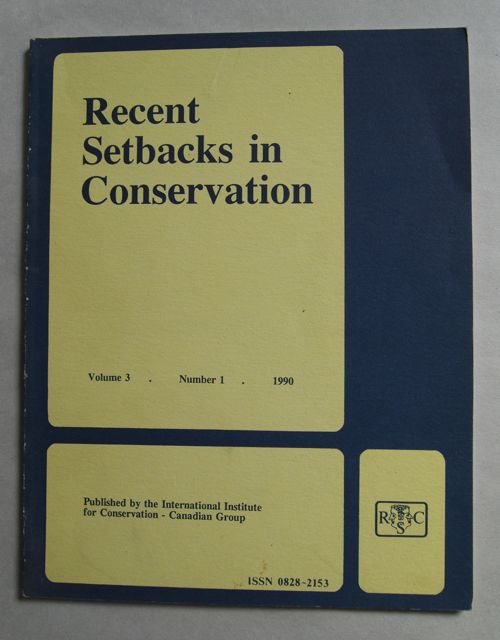 Recent
Setbacks in
Conservation
Volume 3 . Number 1 . 1990
Published by the International Institute
for Conservation - Canadian Group
R S C
ISSN 0828-2153